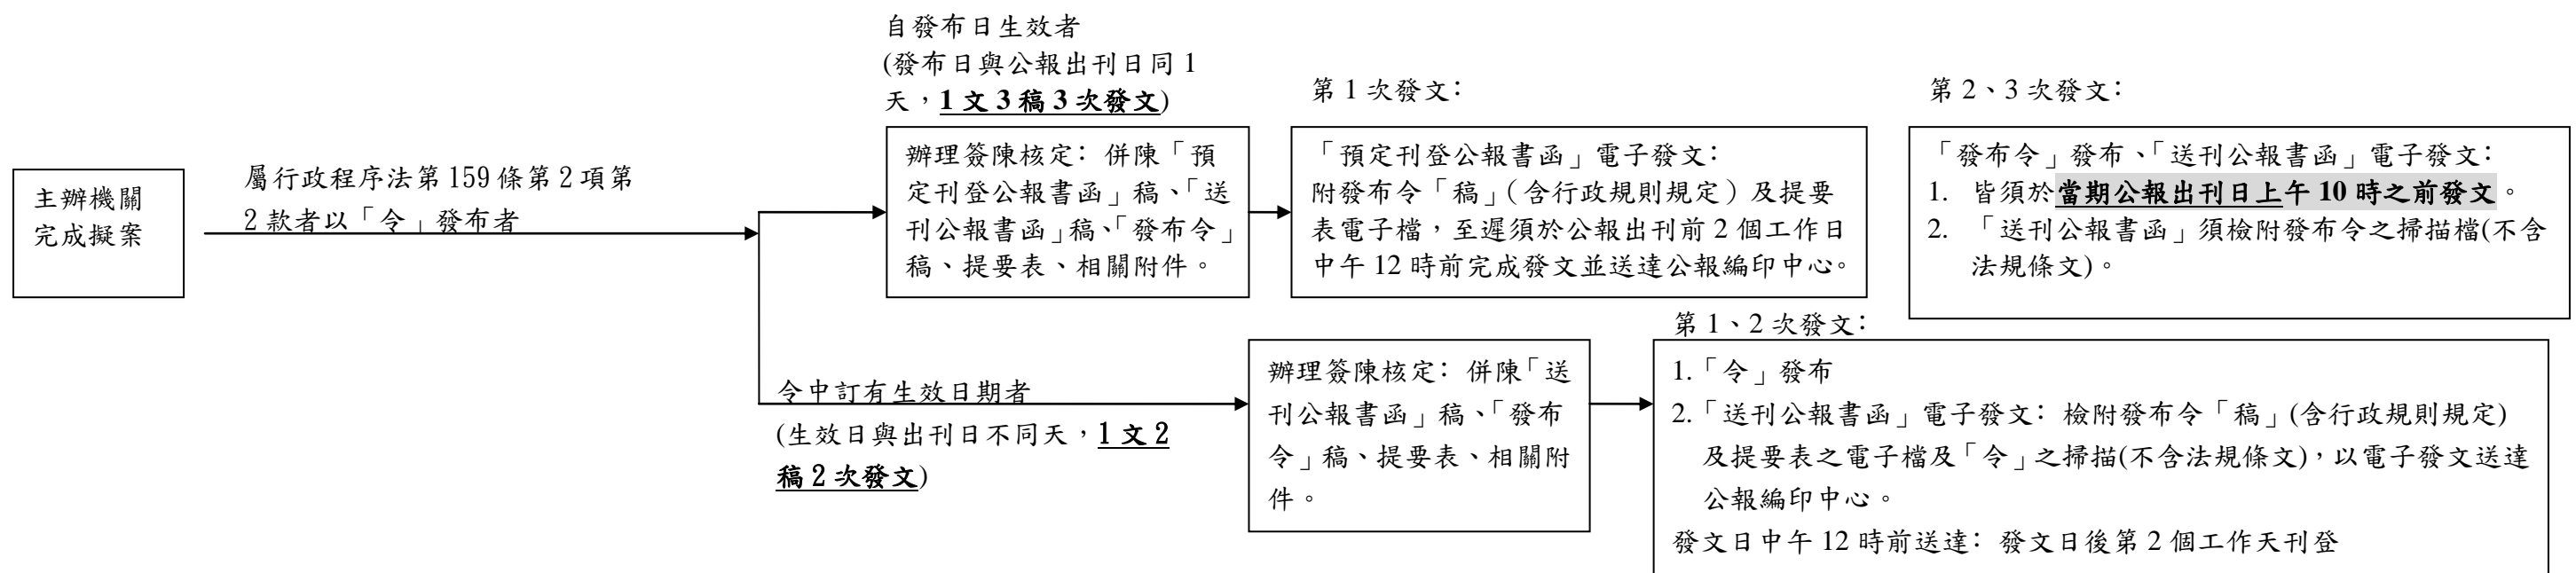 主辦機關
完成擬案
屬行政程序法第 159 條第 2 項第
2 款者以「令」發布者
自發布日生效者
(發布日與公報出刊日同 1
天，1 文 3 稿 3 次發文)
辦理簽陳核定：併陳「預
定刊登公報書函」稿、「送
刊公報書函」稿、「發布令」
稿、提要表、相關附件。
第 1 次發文：
「預定刊登公報書函」電子發文：
附發布令「稿」（含行政規則規定）及提要
表電子檔，至遲須於公報出刊前 2 個工作日
中午 12 時前完成發文並送達公報編印中心。
第 2、3 次發文：
「發布令」發布、「送刊公報書函」電子發文：
1. 皆須於當期公報出刊日上午 10 時之前發文。
2. 「送刊公報書函」須檢附發布令之掃描檔(不含
法規條文)。
令中訂有生效日期者
(生效日與出刊日不同天，1 文 2
稿 2 次發文)
辦理簽陳核定：併陳「送
刊公報書函」稿、「發布
令」稿、提要表、相關附
件。
第 1、2 次發文：
1.「令」發布
2.「送刊公報書函」電子發文：檢附發布令「稿」(含行政規則規定)
及提要表之電子檔及「令」之掃描(不含法規條文)，以電子發文送達
公報編印中心。
發文日中午 12 時前送達：發文日後第 2 個工作天刊登